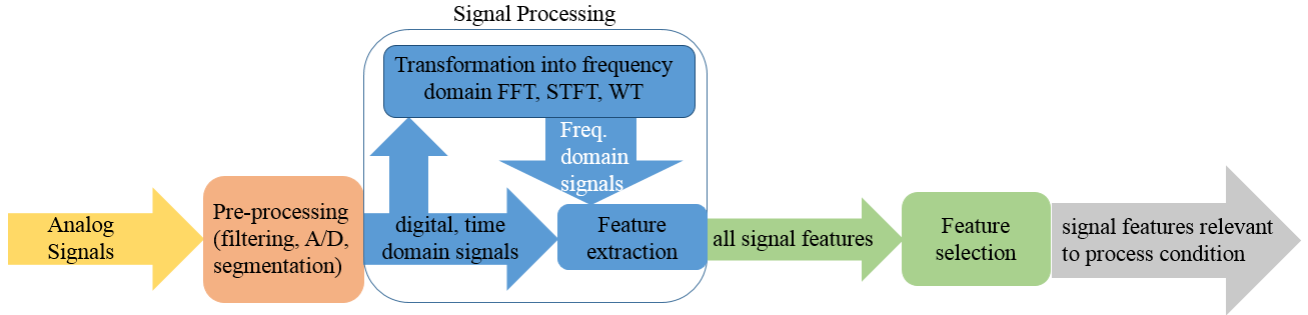 Signal Processing
Transformation into frequency
domain FFT, STFT, WT
Freq.
domain
signals
Analog
Signals
Pre-processing
(filtering, A/D,
segmentation)
digital, time
domain signals
Feature
extraction
all signal features
Feature
selection
signal features relevant
to process condition